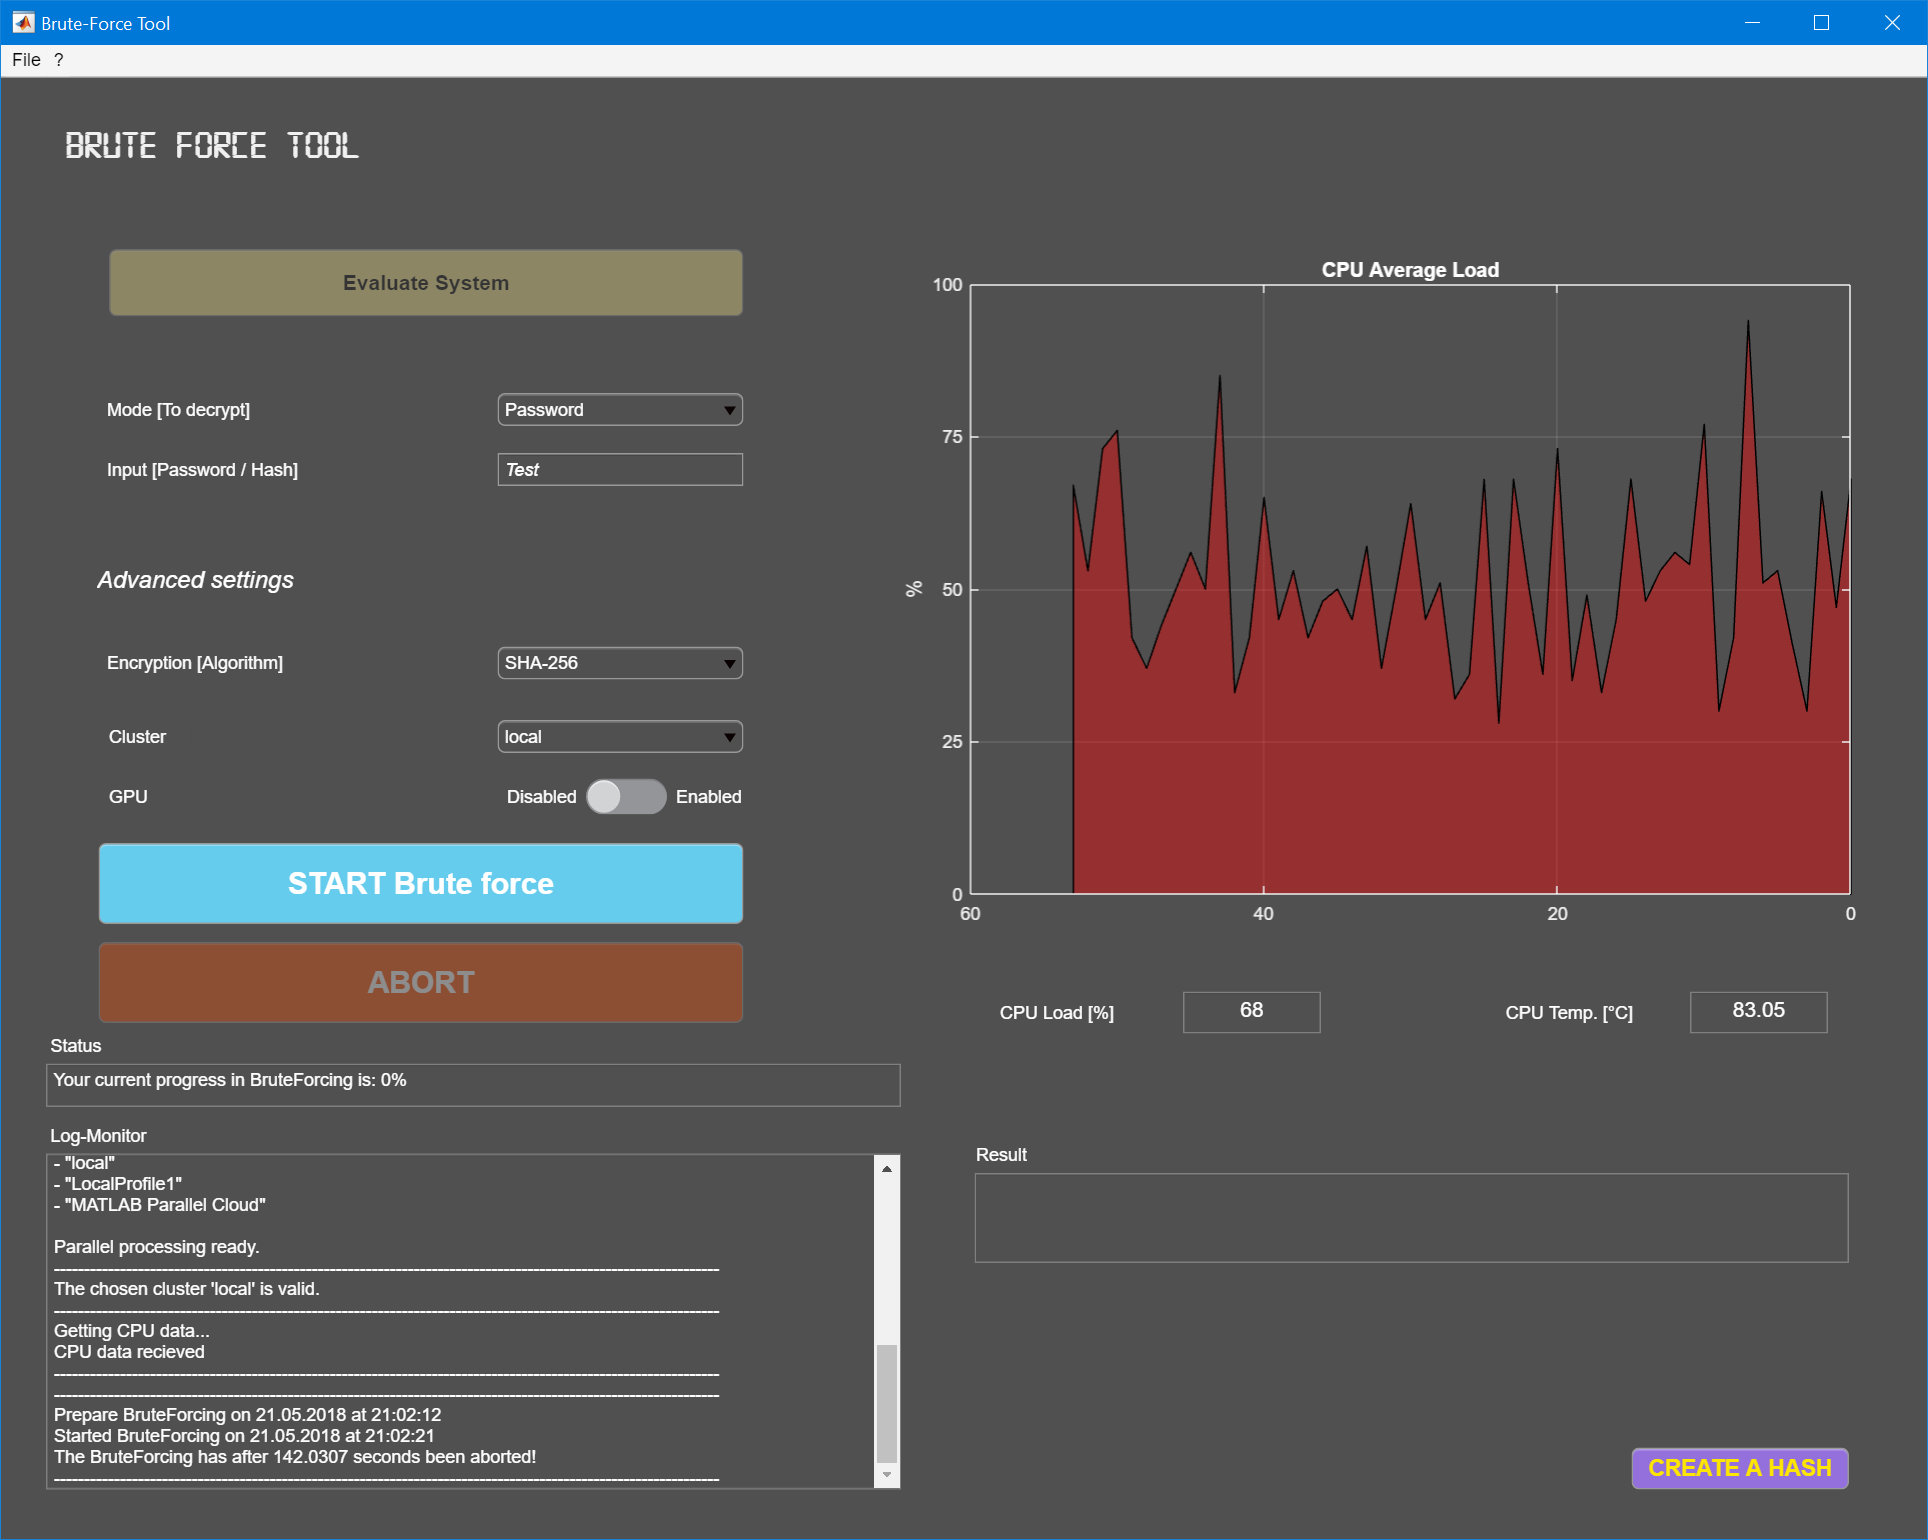 Brute-Force Tool
File ?
BRUTE FORCE TOOL
Evaluate System
Mode [To decrypt] Password
Input [Password / Hash] Test
Advanced settings
Encryption [Algorithm] SHA-256
Cluster local
GPU Disabled Enabled
START Brute force
ABORT
Status
Your current progress in BruteForcing is: 0%
Log-Monitor
- "local"
- "LocalProfile1"
- "MATLAB Parallel Cloud"
Parallel processing ready.
The chosen cluster 'local' is valid.
Getting CPU data...
CPU data recieved
Prepare BruteForcing on 21.05.2018 at 21:02:12
Started BruteForcing on 21.05.2018 at 21:02:21
The BruteForcing has after 142.0307 seconds been aborted!
CPU Average Load
100
75
50
25
0
%
60 40 20 0
CPU Load [%] 68 CPU Temp. [°C] 83.05
Result
CREATE A HASH